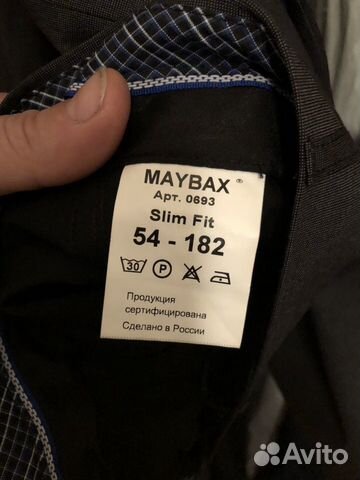 MAYBAX ®
Арт. 0693
Slim Fit
54 - 182
30 P
Продукция
сертифицирована
Сделано в России
Avito